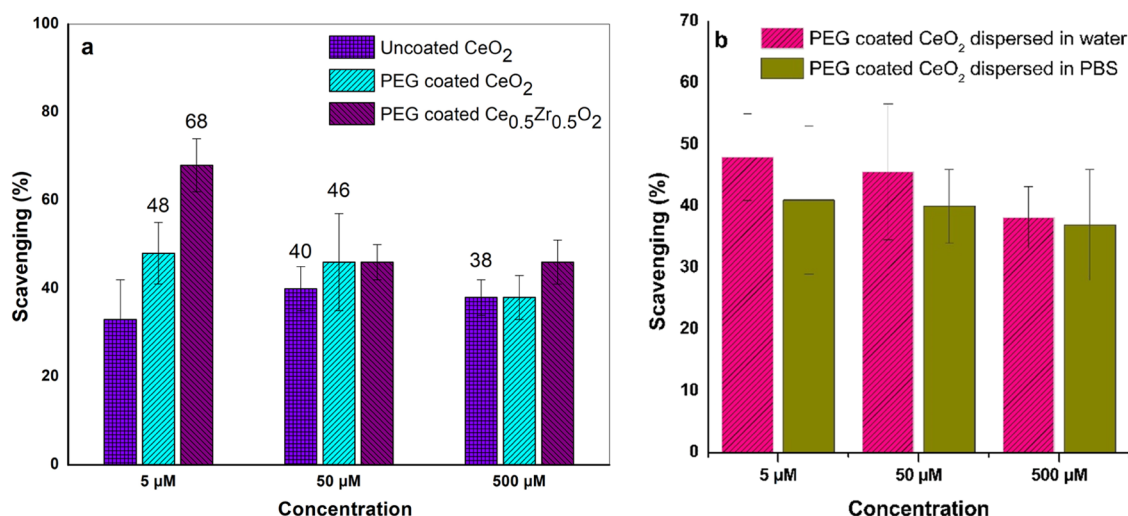 a
Uncoated CeO2
PEG coated CeO2
PEG coated Ce0.5Zr0.5O2
100
80
60
40
20
0
Scavenging (%)
48
68
40
46
38
5 µM
50 µM
500 µM
Concentration
b
PEG coated CeO2 dispersed in water
PEG coated CeO2 dispersed in PBS
70
60
50
40
30
20
10
0
Scavenging (%)
5 µM
50 µM
500 µM
Concentration